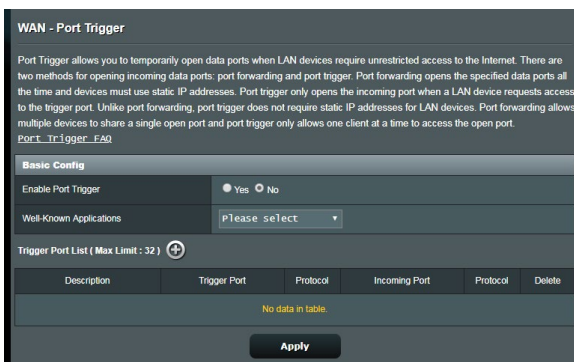 WAN - Port Trigger
Port Trigger allows you to temporarily open data ports when LAN devices require unrestricted access to the Internet. There are
two methods for opening incoming data ports: port forwarding and port trigger. Port forwarding opens the specified data ports all
the time and devices must use static IP addresses. Port trigger only opens the incoming port when a LAN device requests access
to the trigger port. Unlike port forwarding, port trigger does not require static IP addresses for LAN devices. Port forwarding allows
multiple devices to share a single open port and port trigger only allows one client at a time to access the open port.
Port Trigger FAQ
Basic Config
Enable Port Trigger Yes No
Well-Known Applications Please select
Trigger Port List ( Max Limit : 32 )
Description Trigger Port Protocol Incoming Port Protocol Delete
No data in table.
Apply